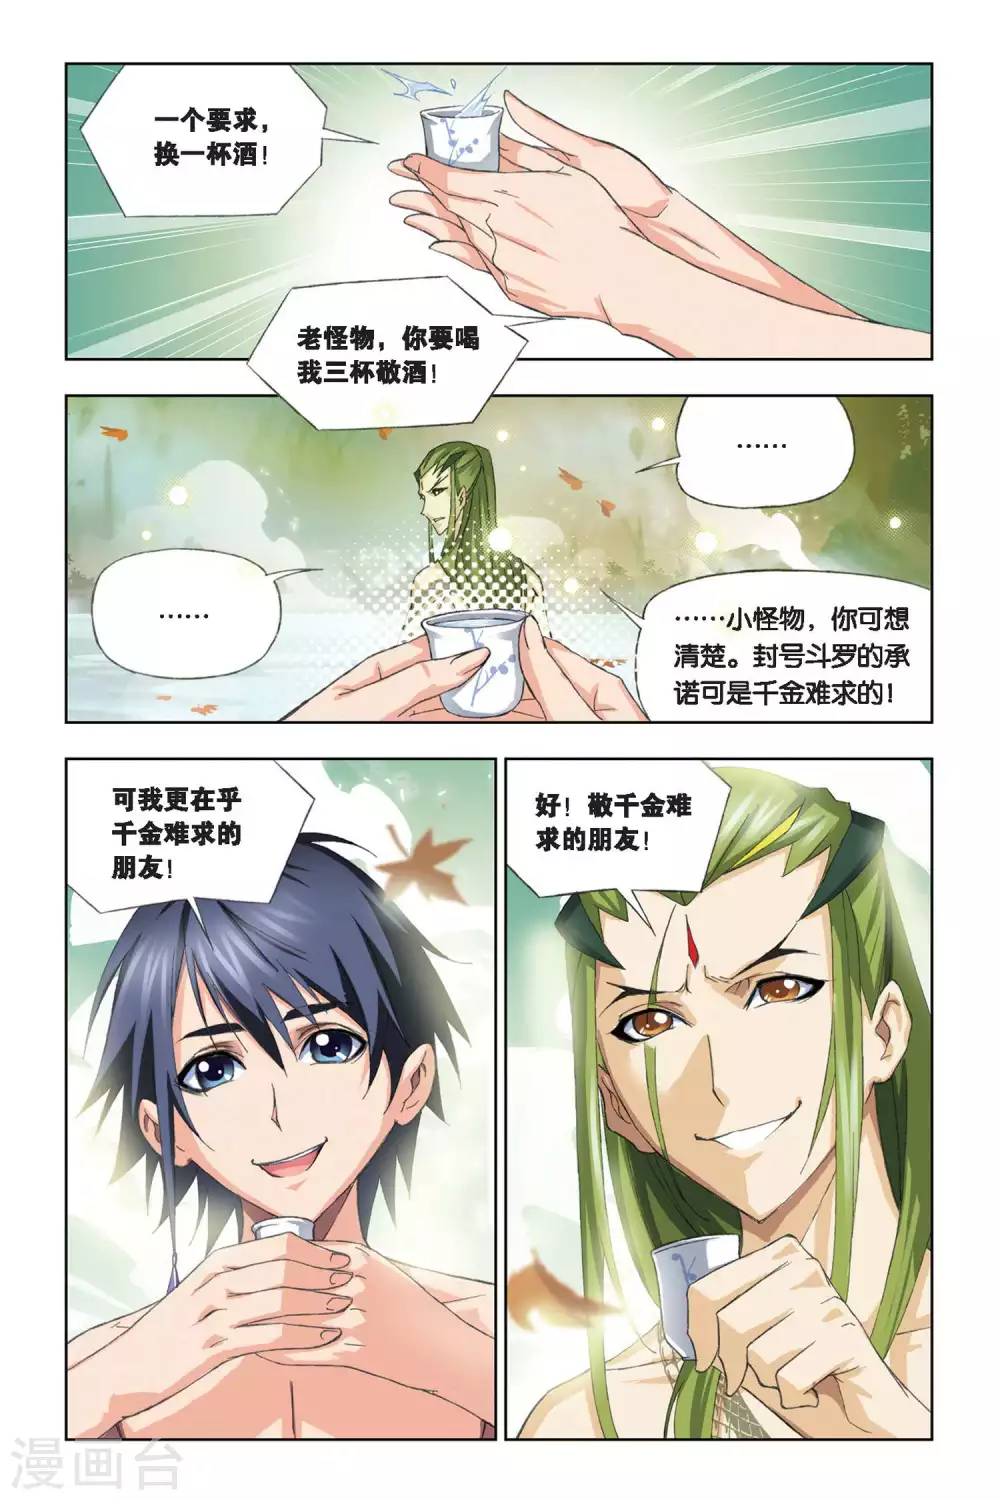 一个要求，
换一杯酒！
老怪物，你要喝
我三杯敬酒！
……
……
……小怪物，你可想
清楚。封号斗罗的承
诺可是千金难求的！
可我更在乎
千金难求的
朋友！
好！敬千金难
求的朋友！
漫画台